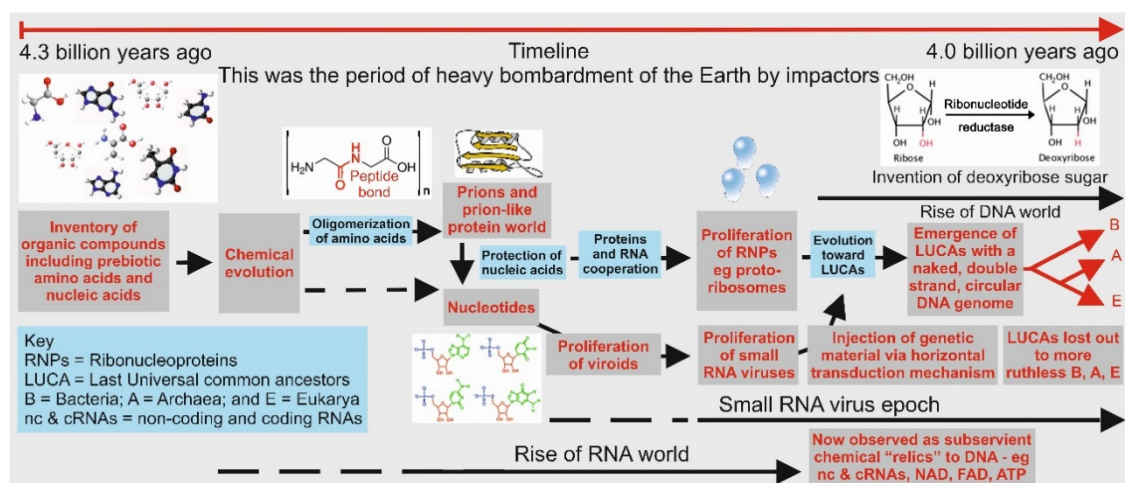 4.3 billion years ago
Timeline
4.0 billion years ago
This was the period of heavy bombardment of the Earth by impactors
H₂N
O
H
N
O
OH
n
Peptide
bond
C₂OH
O
H
H
H
OH
OH
OH
Ribose
Ribonucleotide
reductase
C₂OH
O
H
H
H
OH
OH
H
Deoxyribose
Invention of deoxyribose sugar
Rise of DNA world
Inventory of
organic compounds
including prebiotic
amino acids and
nucleic acids
Chemical
evolution
Oligomerization
of amino acids
Prions and
prion-like
protein world
Protection of
nucleic acids
Proteins
and RNA
cooperation
Proliferation
of RNPs
eg proto-
ribosomes
Evolution
toward
LUCAs
Emergence of
LUCAs with a
naked, double
strand, circular
DNA genome
B
A
E
Nucleotides
Proliferation
of viroids
Proliferation
of small
RNA viruses
Injection of genetic
material via horizontal
transduction mechanism
LUCAs lost out
to more
ruthless B, A, E
Key
RNPs = Ribonucleoproteins
LUCA = Last Universal common ancestors
B = Bacteria; A = Archaea; and E = Eukarya
nc & cRNAs = non-coding and coding RNAs
Small RNA virus epoch
Rise of RNA world
Now observed as subservient
chemical “relics” to DNA - eg
nc & cRNAs, NAD, FAD, ATP